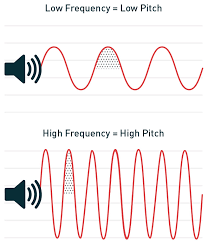 Low Frequency = Low Pitch
High Frequency = High Pitch